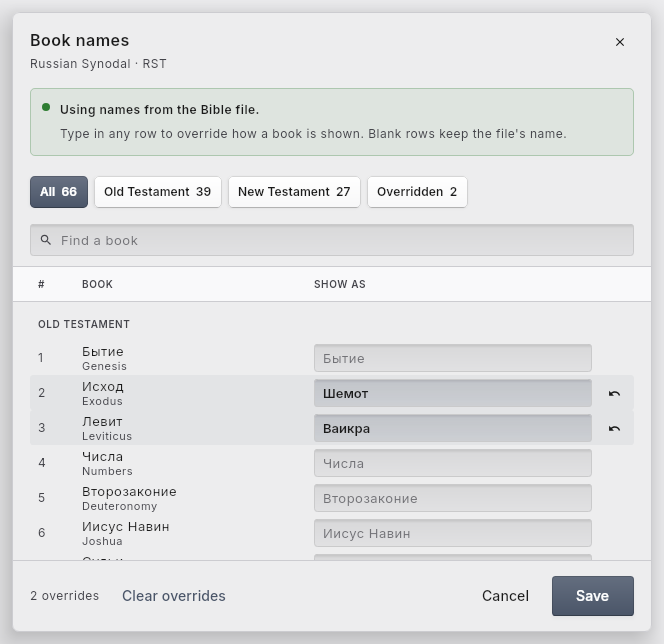 Book names
Russian Synodal · RST
Using names from the Bible file.
Type in any row to override how a book is shown. Blank rows keep the file's name.
All 66 Old Testament 39 New Testament 27 Overridden 2
Find a book
# BOOK SHOW AS
OLD TESTAMENT
1 Бытие Бытие
Genesis
2 Исход Шемот
Exodus
3 Левит Ваикра
Leviticus
4 Числа Числа
Numbers
5 Второзаконие Второзаконие
Deuteronomy
6 Иисус Навин Иисус Навин
Joshua
2 overrides Clear overrides Cancel Save